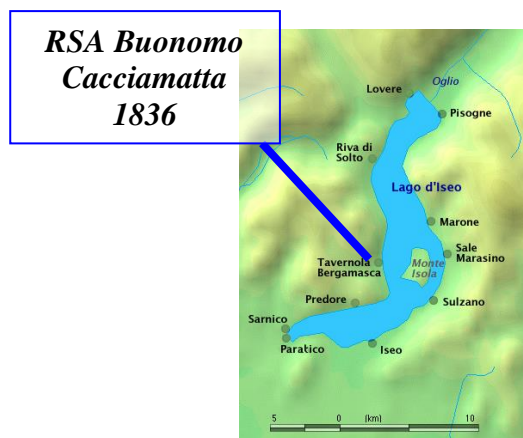 RSA Buonomo
Cacciamatta
1836
Oglio
Lovere
Pisogne
Riva di
Solto
Lago d'Iseo
Marone
Sale
Marasino
Tavernola
Bergamasca
Monte
Isola
Predore
Sulzano
Sarnico
Paratico
Iseo
5 0 (km) 10